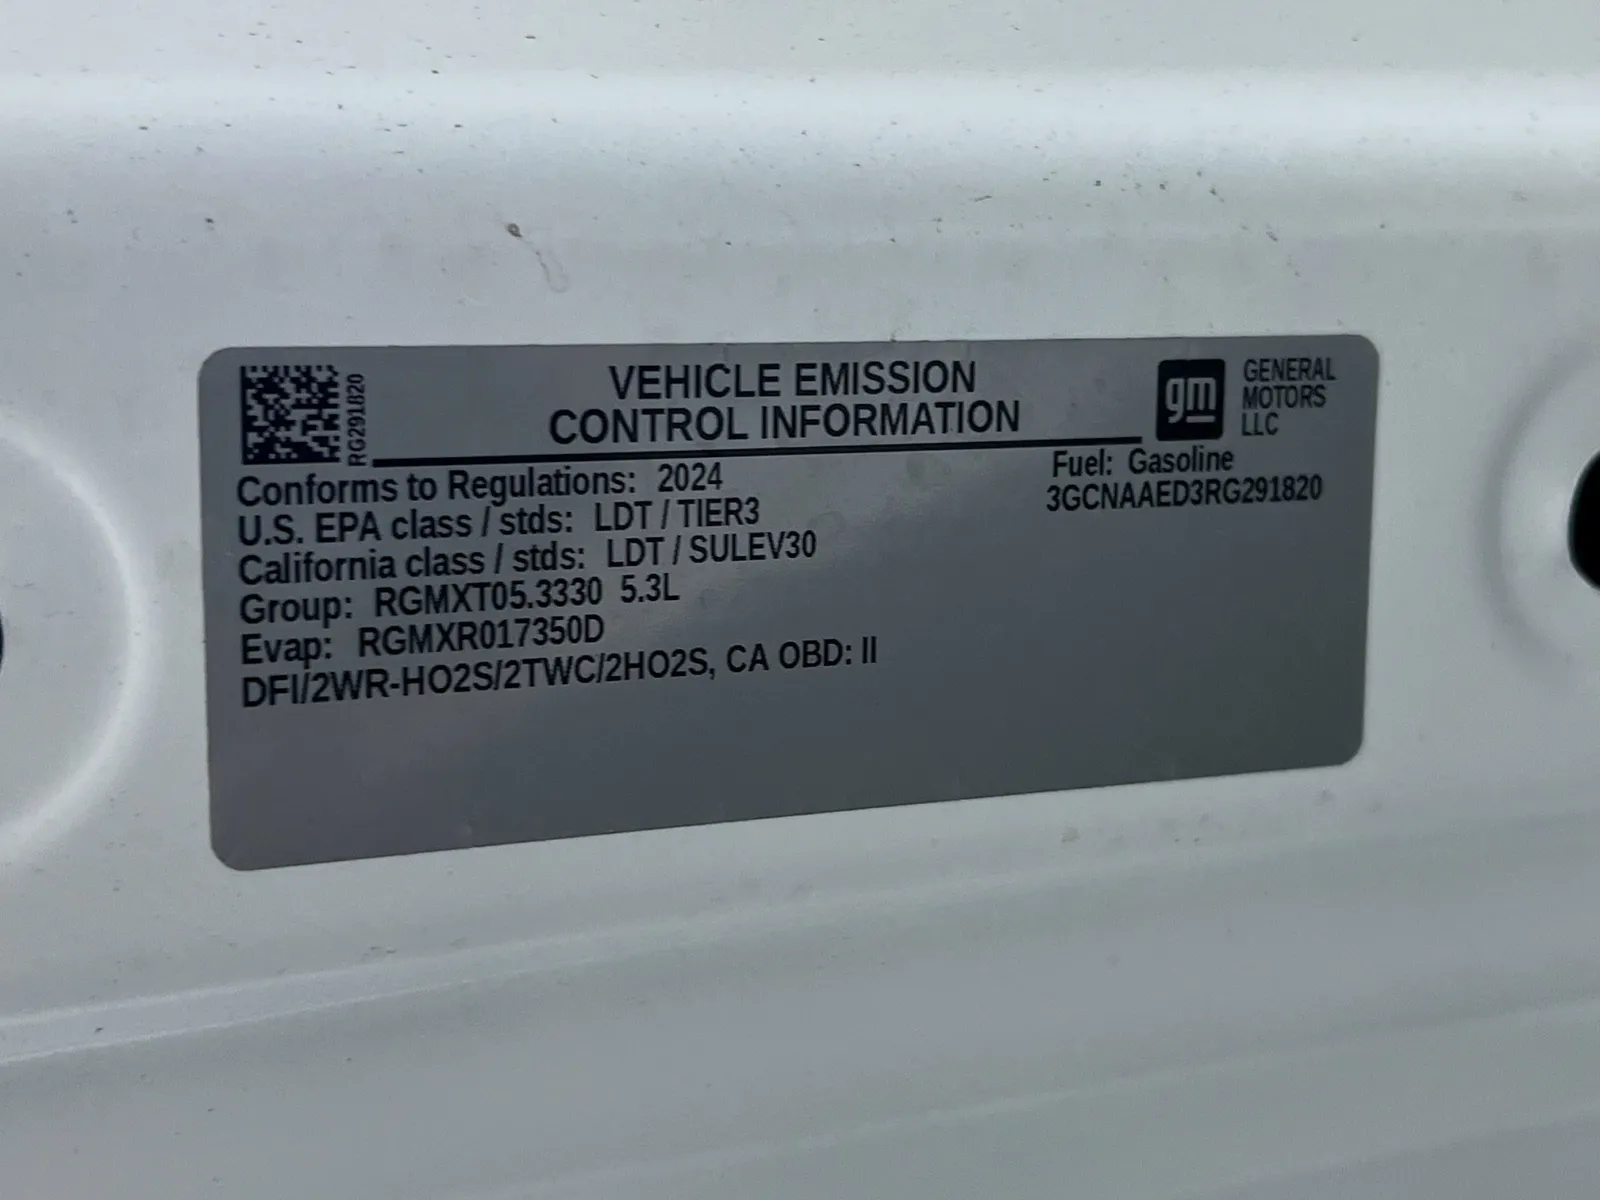 RG291820
VEHICLE EMISSION
CONTROL INFORMATION
gm
GENERAL
MOTORS
LLC
Conforms to Regulations: 2024
U.S. EPA class / stds: LDT / TIER3
California class / stds: LDT / SULEV30
Group: RGMXT05.3330 5.3L
Evap: RGMXR017350D
DFI/2WR-HO2S/2TWC/2HO2S, CA OBD: II
Fuel: Gasoline
3GCNAAED3RG291820